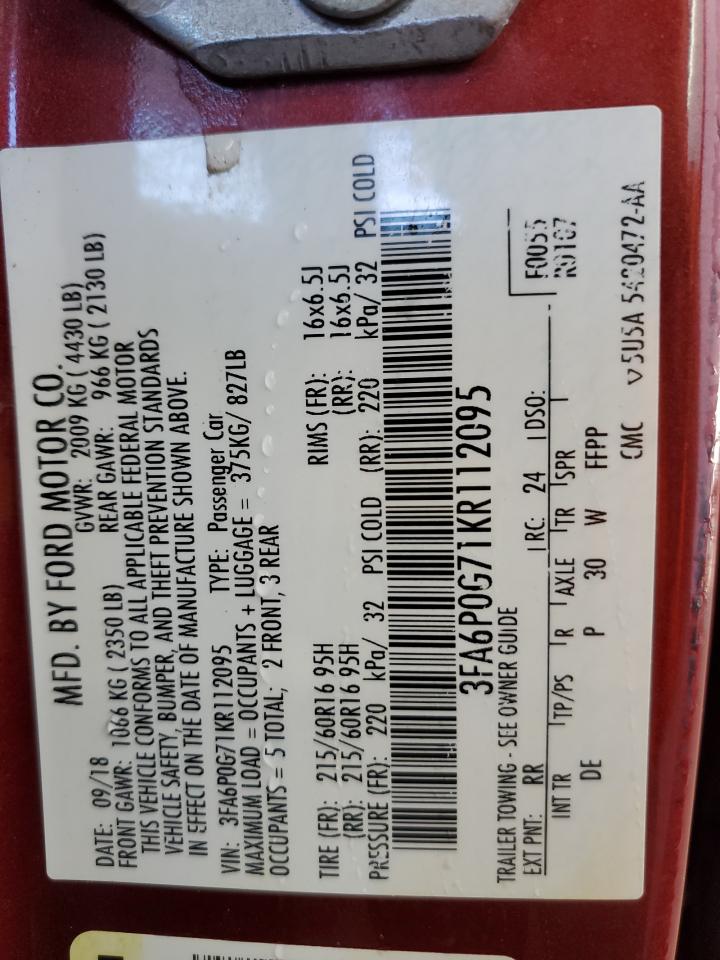 MFD. BY FORD MOTOR CO.
DATE: 09/18 GVWR: 2009 KG ( 4430 LB)
FRONT GAWR: 1066 KG ( 2350 LB) REAR GAWR: 966 KG ( 2130 LB)
THIS VEHICLE CONFORMS TO ALL APPLICABLE FEDERAL MOTOR
VEHICLE SAFETY, BUMPER, AND THEFT PREVENTION STANDARDS
IN EFFECT ON THE DATE OF MANUFACTURE SHOWN ABOVE.
VIN: 3FA6P0G71KR112095 TYPE: Passenger Car
MAXIMUM LOAD = OCCUPANTS + LUGGAGE = 375KG/ 827LB
OCCUPANTS = 5 TOTAL; 2 FRONT, 3 REAR
TIRE (FR): 215/60R16 95H RIMS (FR): 16x6.5J
(RR): 215/60R16 95H (RR): 16x6.5J
PRESSURE (FR): 220 kPa/ 32 PSI COLD (RR): 220 kPa/ 32 PSI COLD
3FA6P0G71KR112095
TRAILER TOWING - SEE OWNER GUIDE
F0055
R0107
EXT PNT: RR RC: 24 DSO:
INT TR TP/PS R AXLE TR SPR
DE P 30 W FFPP
CMC V5U5A 5420472-AA